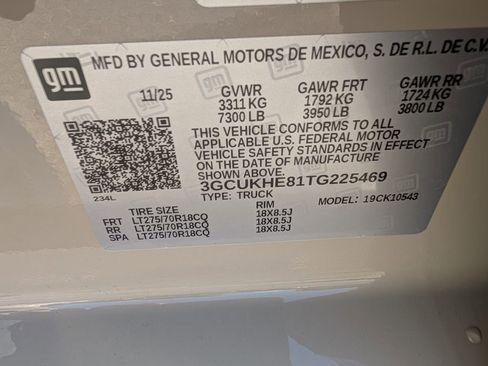 gm
MFD BY GENERAL MOTORS DE MEXICO, S. DE R.L. DE C.V.
11/25 GVWR GAWR FRT GAWR RR
3311 KG 1792 KG 1724 KG
7300 LB 3950 LB 3800 LB
THIS VEHICLE CONFORMS TO ALL
APPLICABLE U.S. FEDERAL MOTOR
VEHICLE SAFETY STANDARDS IN EFFECT
ON THE DATE OF MANUFACTURE
SHOWN ABOVE.
234L 3GCUKHE81TG225469
TYPE: TRUCK MODEL: 19CK10543
TIRE SIZE RIM
FRT LT275/70R18CQ 18X8.5J
RR LT275/70R18CQ 18X8.5J
SPA LT275/70R18CQ 18X8.5J